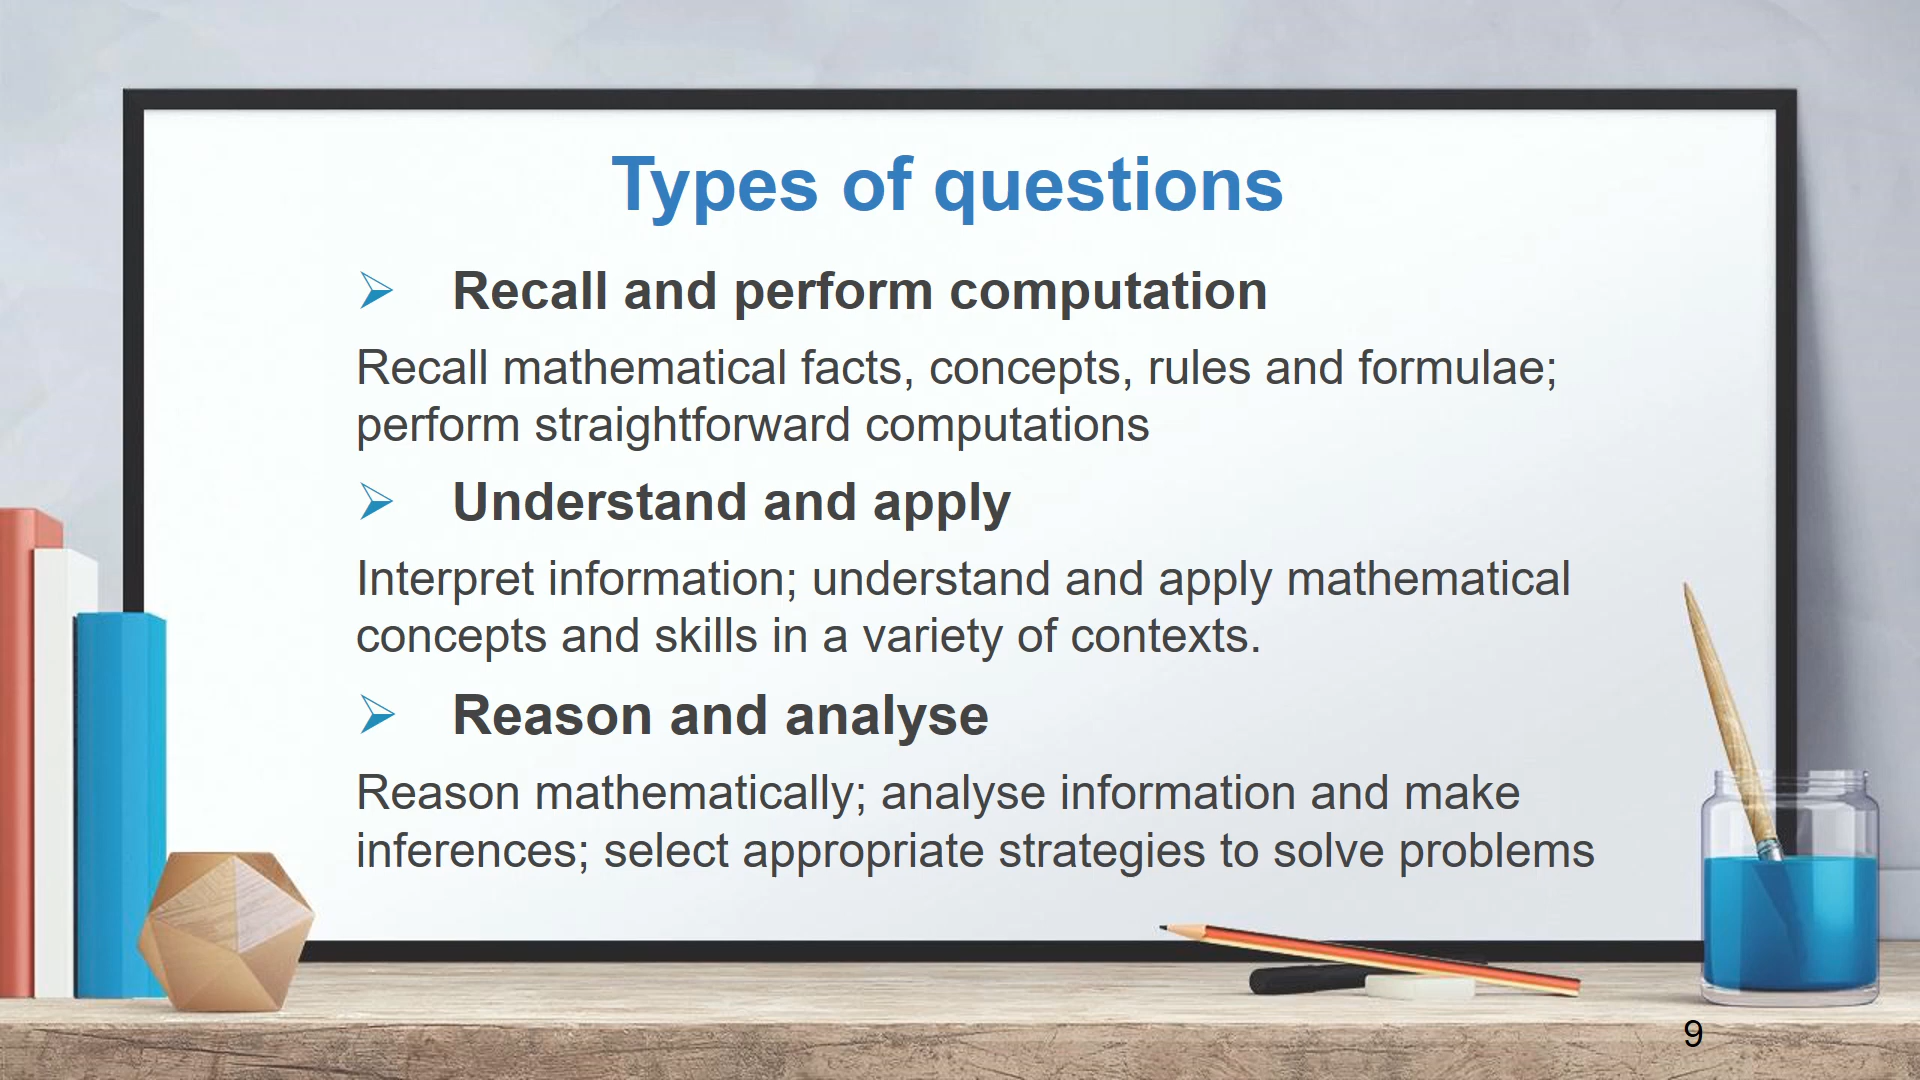 Types of questions
Recall and perform computation
Recall mathematical facts, concepts, rules and formulae;
perform straightforward computations
Understand and apply
Interpret information; understand and apply mathematical
concepts and skills in a variety of contexts.
Reason and analyse
Reason mathematically; analyse information and make
inferences; select appropriate strategies to solve problems
9